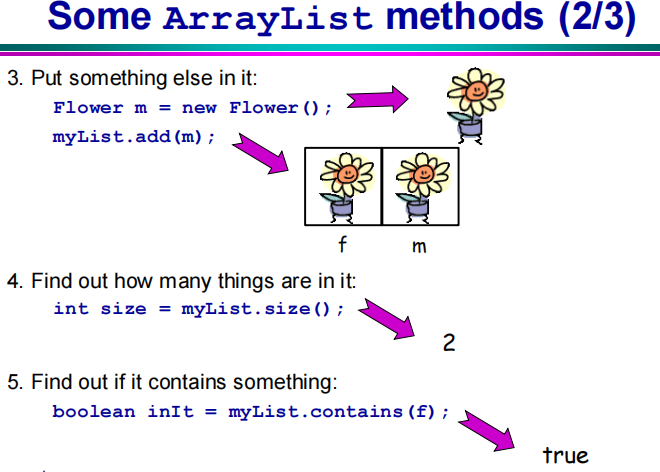 Some ArrayList methods (2/3)
3. Put something else in it:
Flower m = new Flower();
myList.add(m);
f m
4. Find out how many things are in it:
int size = myList.size();
2
5. Find out if it contains something:
boolean inIt = myList.contains(f);
true